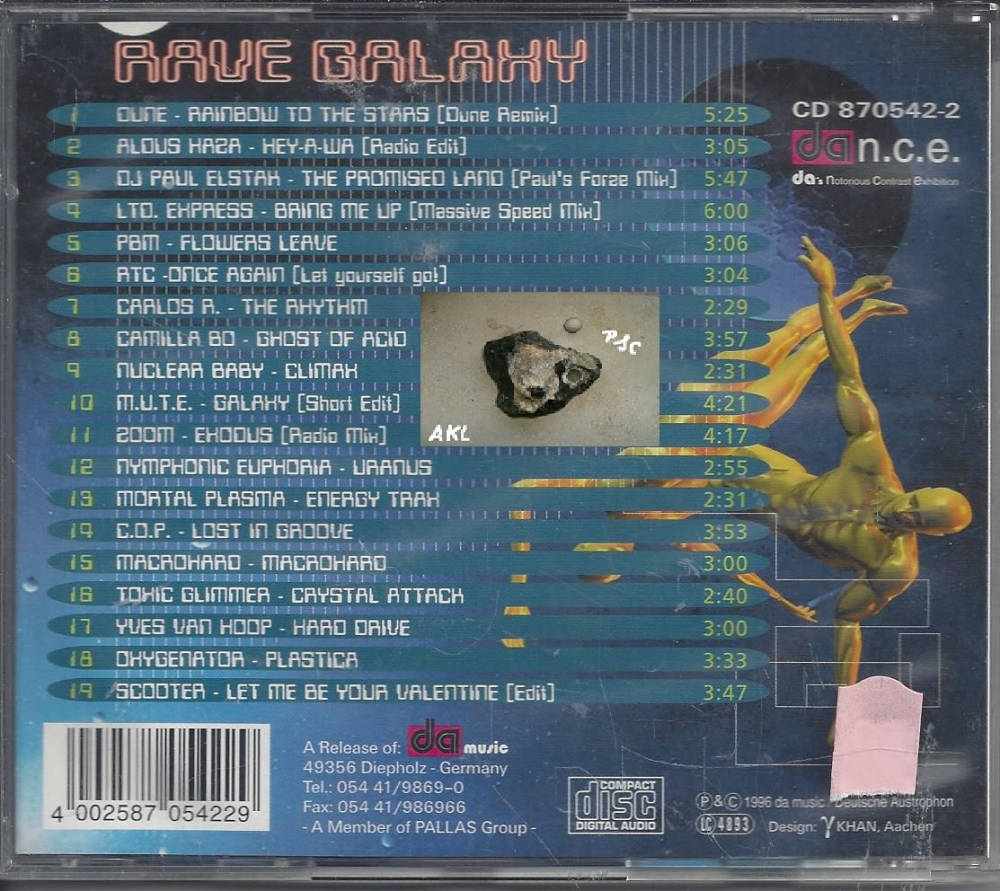 RAVE GALAXY
1 DUNE - RAINBOW TO THE STARS [Dune Remix] 5:25
2 ALOUS HAZA - HEY-A-WA [Radio Edit] 3:05
3 DJ PAUL ELSTAK - THE PROMISED LAND [Paul's Forze Mix] 5:47
4 LTD. EXPRESS - BRING ME UP [Massive Speed Mix] 6:00
5 PBM - FLOWERS LEAVE 3:06
6 ATC -ONCE AGAIN [Let yourself go!] 3:04
7 CARLOS R. - THE RHYTHM 2:29
8 CAMILLA BO - GHOST OF ACID 3:57
9 NUCLEAR BABY - CLIMAX 2:31
10 M.U.T.E. - GALAXY [Short Edit] 4:21
11 ZOOM - EXODUS [Radio Mix] 4:17
12 NYMPHONIC EUPHORIA - URANUS 2:55
13 MORTAL PLASMA - ENERGY TRAX 2:31
14 C.O.P. - LOST IN GROOVE 3:53
15 MACROHARD - MACROHARD 3:00
16 TOXIC GLIMMER - CRYSTAL ATTACK 2:40
17 YVES VAN HOOP - HARD DRIVE 3:00
18 OXYGENATOR - PLASTICA 3:33
19 SCOOTER - LET ME BE YOUR VALENTINE [Edit] 3:47
CD 870542-2
da n.c.e.
da's Notorious Contrast Exhibition
PSC
AKL
4 002587 054229
A Release of: da music
49356 Diepholz - Germany
Tel.: 054 41/9869-0
Fax: 054 41/986966
- A Member of PALLAS Group -
COMPACT
disc
DIGITAL AUDIO
℗ & © 1996 da music / Deutsche Austrophon
LC 4893
Design: KHAN, Aachen